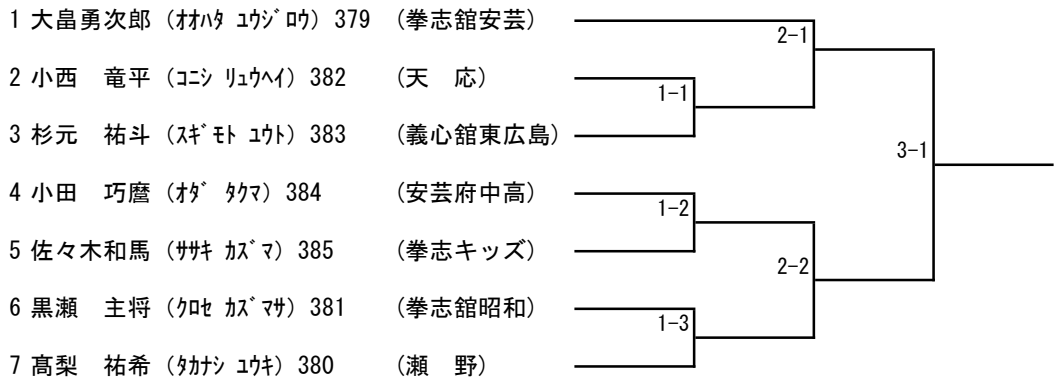 1 大畠勇次郎 (ｵｵﾊﾀ ﾕｳｼﾞﾛｳ) 379 (拳志舘安芸)
2-1
2 小西　竜平 (ｺﾆｼ ﾘｭｳﾍｲ) 382 (天　応)
1-1
3 杉元　祐斗 (ｽｷﾞﾓﾄ ﾕｳﾄ) 383 (義心舘東広島)
3-1
4 小田　巧麿 (ｵﾀﾞ ﾀｸﾏ) 384 (安芸府中高)
1-2
5 佐々木和馬 (ｻｻｷ ｶｽﾞﾏ) 385 (拳志キッズ)
2-2
6 黒瀬　主将 (ｸﾛｾ ｶｽﾞﾏｻ) 381 (拳志舘昭和)
1-3
7 髙梨　祐希 (ﾀｶﾅｼ ﾕｳｷ) 380 (瀬　野)